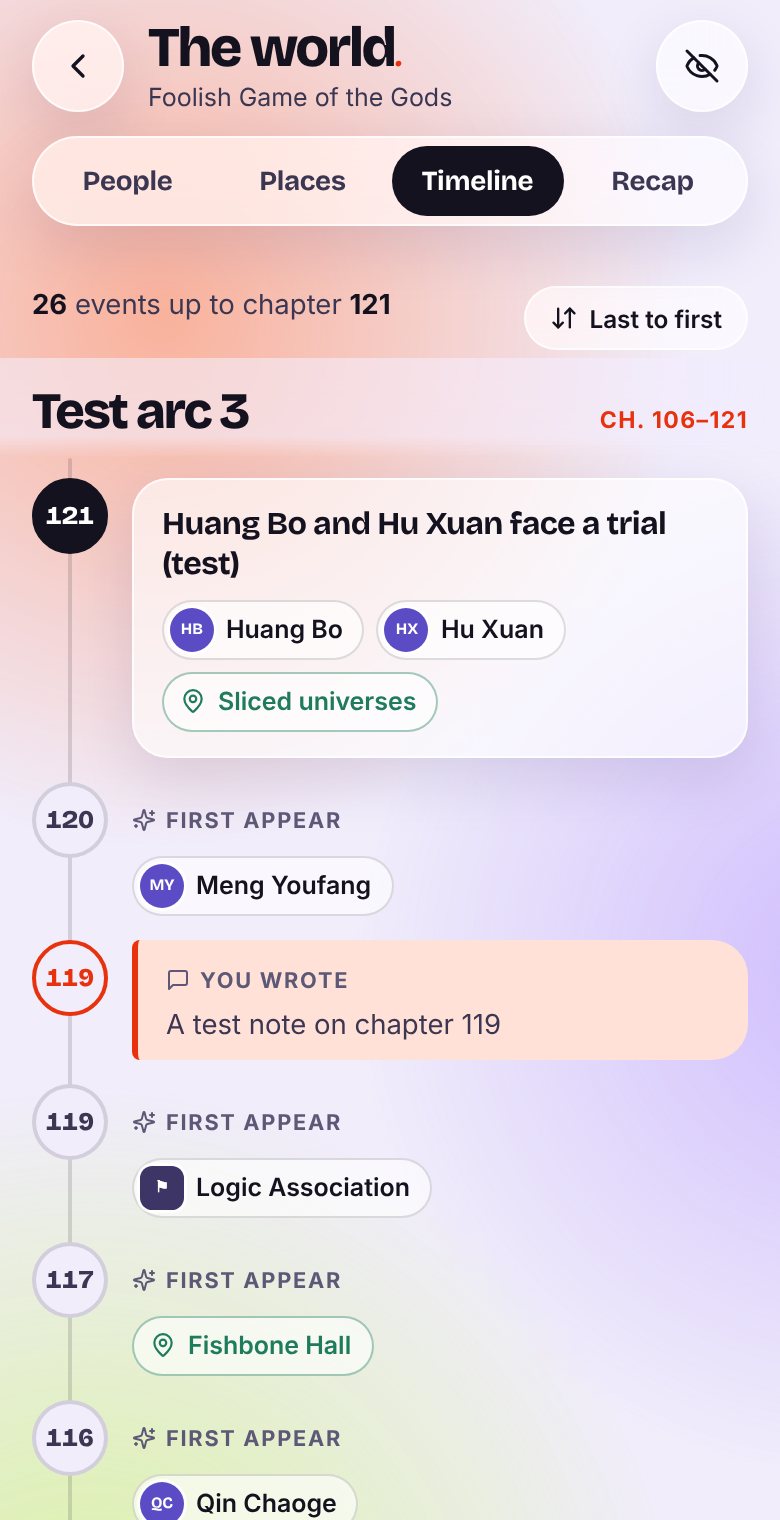 The world.
Foolish Game of the Gods
People Places Timeline Recap
26 events up to chapter 121
Last to first
Test arc 3
CH. 106–121
121
Huang Bo and Hu Xuan face a trial
(test)
HB Huang Bo HX Hu Xuan
Sliced universes
120 FIRST APPEAR
MY Meng Youfang
119 YOU WROTE
A test note on chapter 119
119 FIRST APPEAR
Logic Association
117 FIRST APPEAR
Fishbone Hall
116 FIRST APPEAR
QC Qin Chaoge